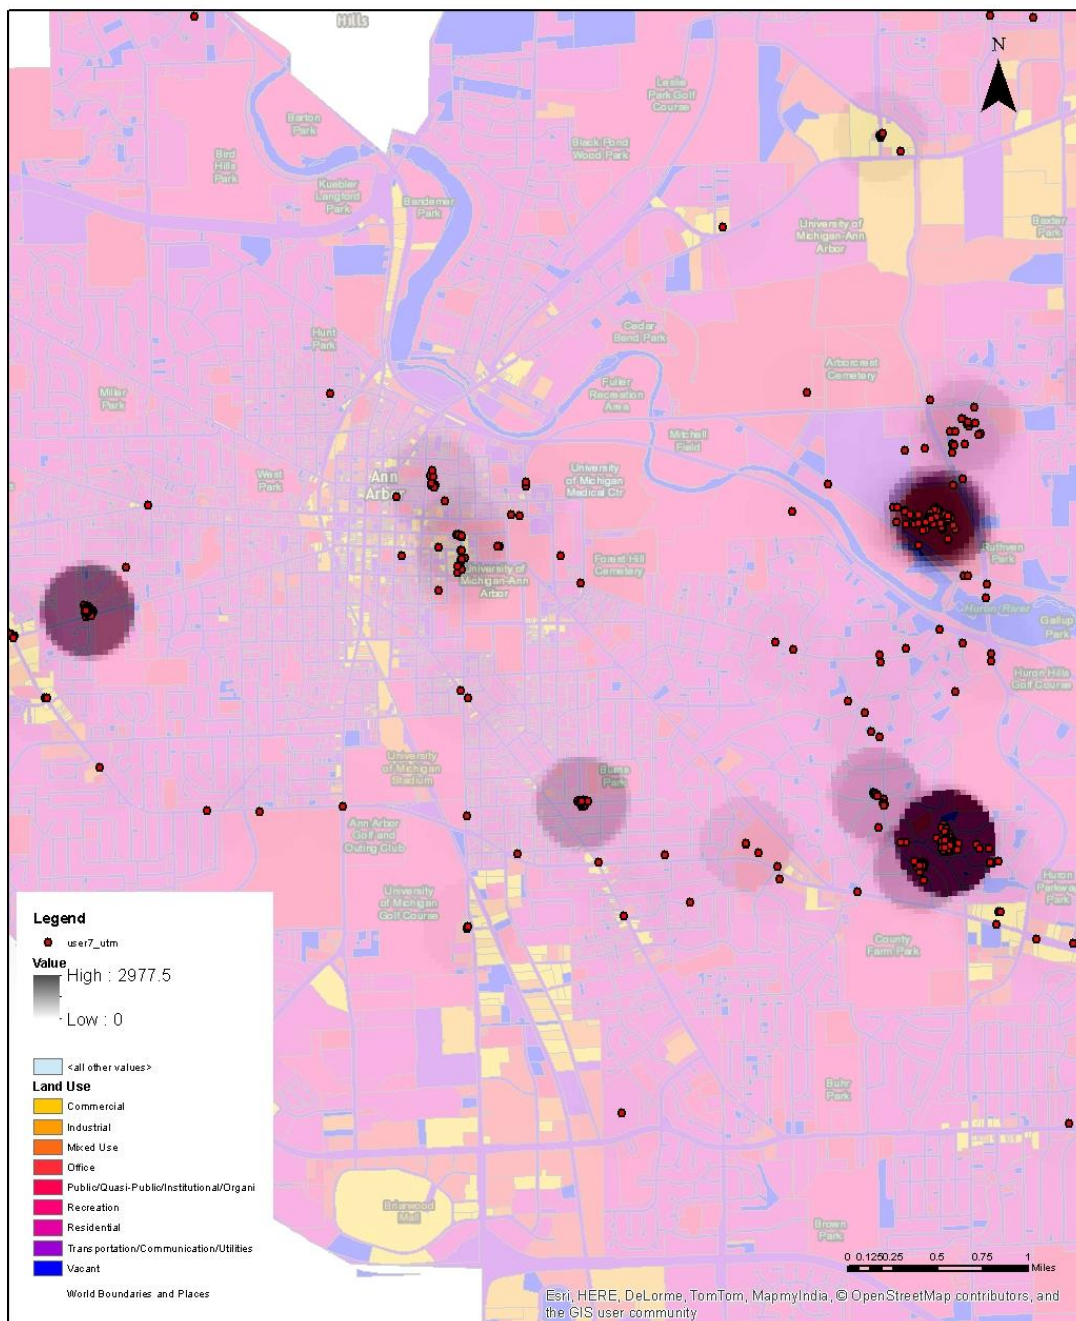 Hills
N
Leslie
Park Golf
Course
Barton
Park
Black Pond
Wood Park
Bird
Hills
Park
Kuebler
Langford
Park
Bandemer
Park
University of
Michigan-Ann
Arbor
Baxter
Park
Hunt
Park
Cedar
Bend Park
Arborcrest
Cemetery
Miller
Park
Fuller
Recreation
Area
Mitchell
Field
West
Park
Ann
Arbor
University
of Michigan
Medical Ctr
Forest Hill
Cemetery
University of
Michigan-Ann
Arbor
Ruthven
Park
Huron River
Gallup
Park
Huron Hills
Golf Course
University
of Michigan
Stadium
Burns
Park
Ann Arbor
Golf and
Outing Club
University
of Michigan
Golf Course
Huron
Parkway
Park
County
Farm Park
Buhr
Park
Briarwood
Mall
Brown
Park
Legend
user7_utm
Value
High : 2977.5
Low : 0
<all other values>
Land Use
Commercial
Industrial
Mixed Use
Office
Public/Quasi-Public/Institutional/Organi
Recreation
Residential
Transportation/Communication/Utilities
Vacant
World Boundaries and Places
0 0.125 0.25 0.5 0.75 1
Miles
Esri, HERE, DeLorme, TomTom, MapmyIndia, © OpenStreetMap contributors, and
the GIS user community